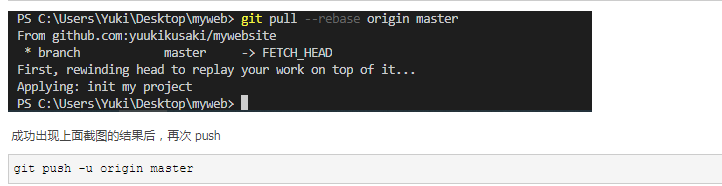 PS C:\Users\Yuki\Desktop\myweb> git pull --rebase origin master
From github.com:yuukikusaki/mywebsite
 * branch            master     -> FETCH_HEAD
First, rewinding head to replay your work on top of it...
Applying: init my project
PS C:\Users\Yuki\Desktop\myweb>
成功出现上面截图的结果后，再次 push
git push -u origin master